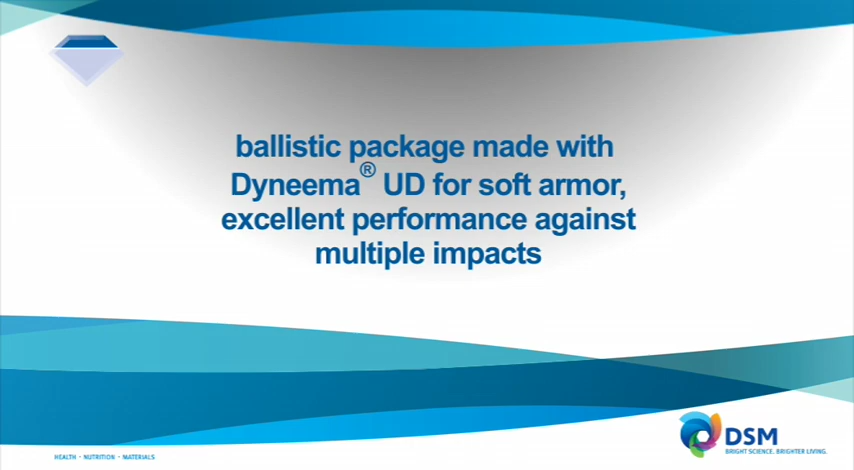 ballistic package made with
Dyneema® UD for soft armor,
excellent performance against
multiple impacts
DSM
BRIGHT SCIENCE. BRIGHTER LIVING.
HEALTH · NUTRITION · MATERIALS